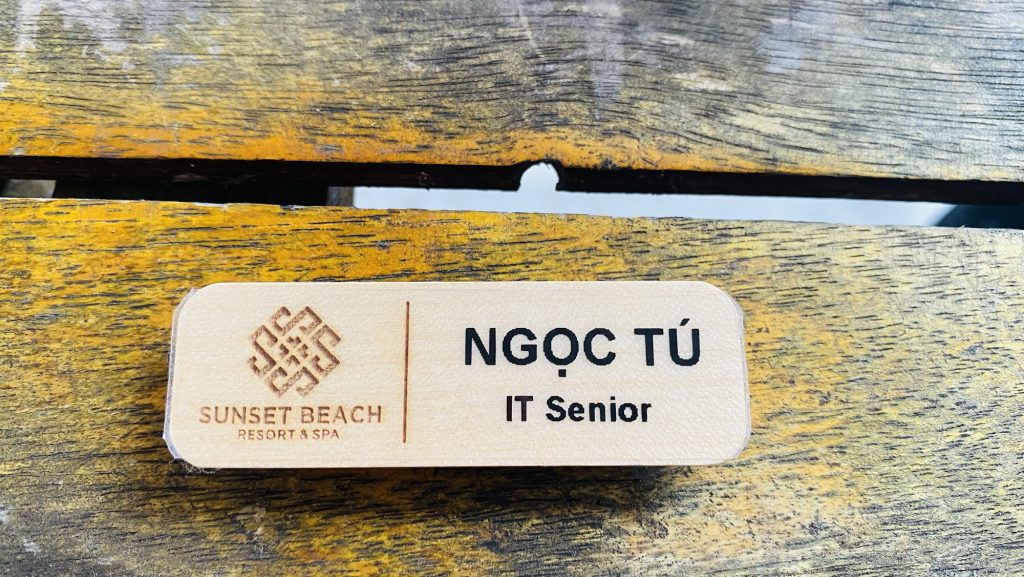 SUNSET BEACH
RESORT & SPA
NGỌC TÚ
IT Senior